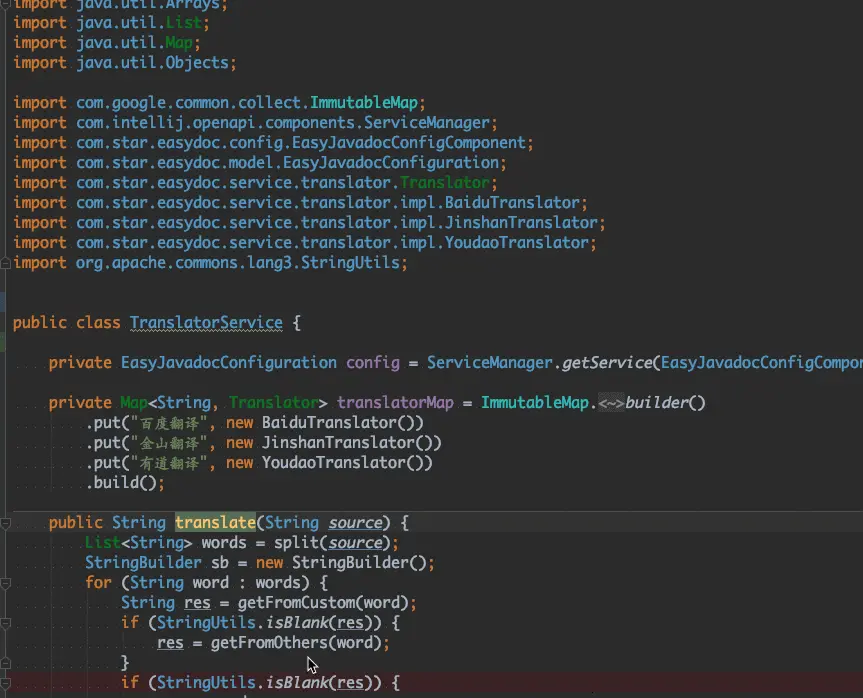 import java.util.Arrays;
import java.util.List;
import java.util.Map;
import java.util.Objects;
import com.google.common.collect.ImmutableMap;
import com.intellij.openapi.components.ServiceManager;
import com.star.easydoc.config.EasyJavadocConfigComponent;
import com.star.easydoc.model.EasyJavadocConfiguration;
import com.star.easydoc.service.translator.Translator;
import com.star.easydoc.service.translator.impl.BaiduTranslator;
import com.star.easydoc.service.translator.impl.JinshanTranslator;
import com.star.easydoc.service.translator.impl.YoudaoTranslator;
import org.apache.commons.lang3.StringUtils;
public class TranslatorService {
private EasyJavadocConfiguration config = ServiceManager.getService(EasyJavadocConfigCompor
private Map<String, Translator> translatorMap = ImmutableMap.<~>builder()
.put("百度翻译", new BaiduTranslator())
.put("金山翻译", new JinshanTranslator())
.put("有道翻译", new YoudaoTranslator())
.build();
public String translate(String source) {
List<String> words = split(source);
StringBuilder sb = new StringBuilder();
for (String word : words) {
String res = getFromCustom(word);
if (StringUtils.isBlank(res)) {
res = getFromOthers(word);
}
if (StringUtils.isBlank(res)) {